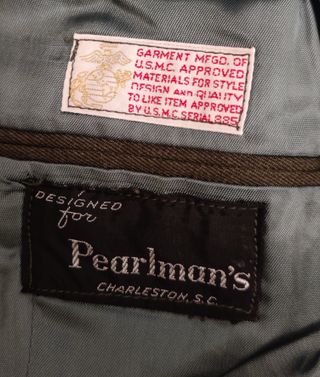 GARMENT MFGD. OF
U.S.M.C. APPROVED
MATERIALS FOR STYLE
DESIGN AND QUALITY
TO LIKE ITEM APPROVED
BY U.S.M.C. SERIAL 885
DESIGNED
for
Pearlman's
CHARLESTON, S.C.